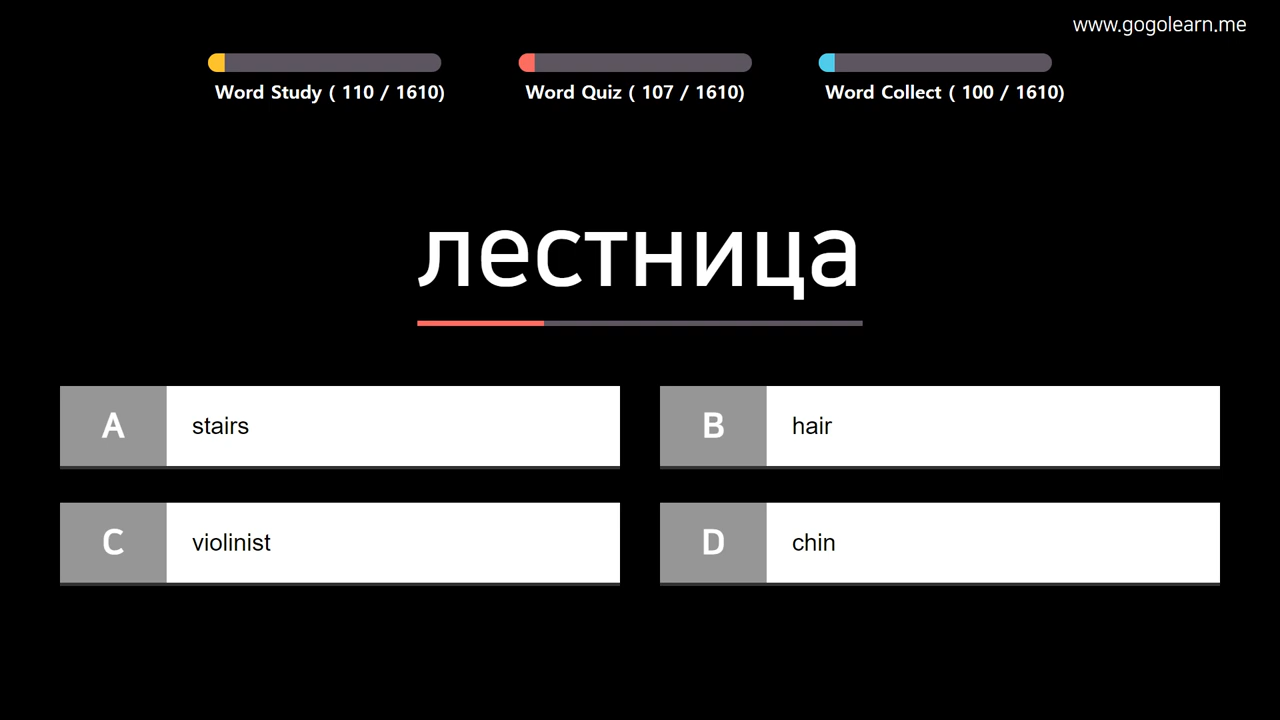 www.gogolearn.me
Word Study ( 110 / 1610)
Word Quiz ( 107 / 1610)
Word Collect ( 100 / 1610)
лестница
A stairs
B hair
C violinist
D chin